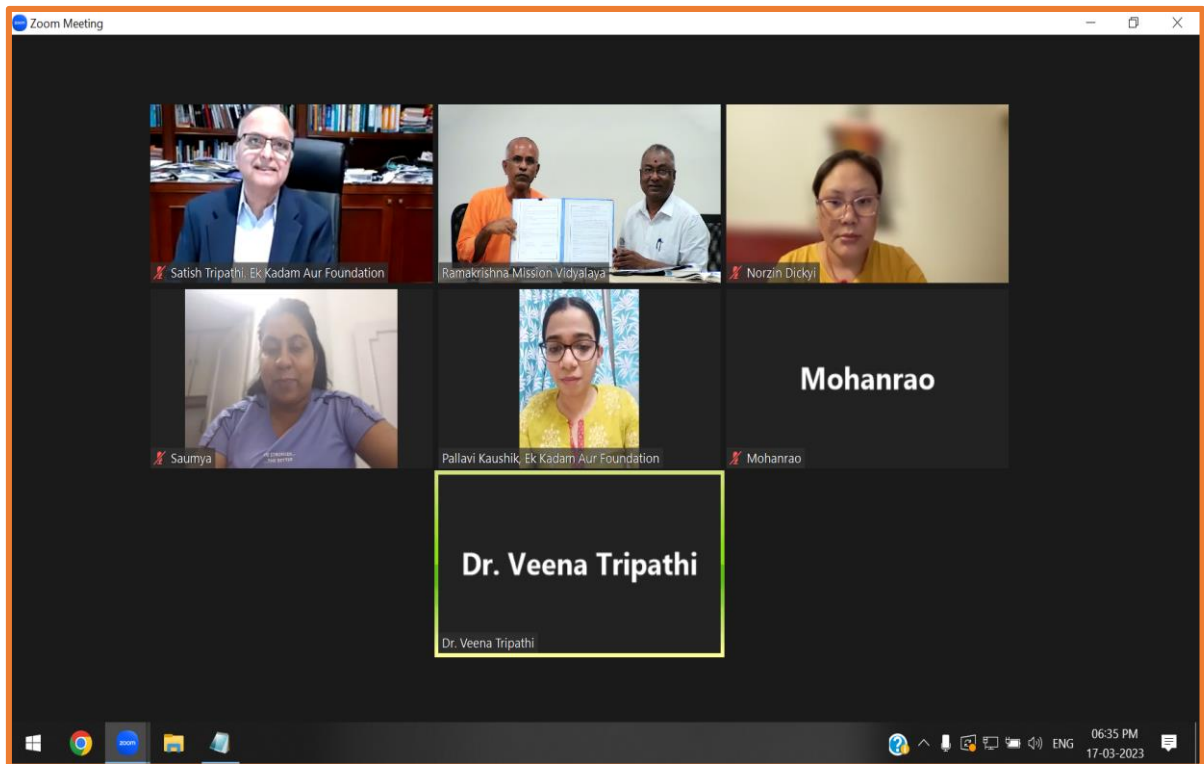 Zoom Meeting
Satish Tripathi, Ek Kadam Aur Foundation
Ramakrishna Mission Vidyalaya
Norzin Dickyi
Saumya
Pallavi Kaushik, Ek Kadam Aur Foundation
Mohanrao
Mohanrao
Dr. Veena Tripathi
Dr. Veena Tripathi
zoom
ENG
06:35 PM
17-03-2023